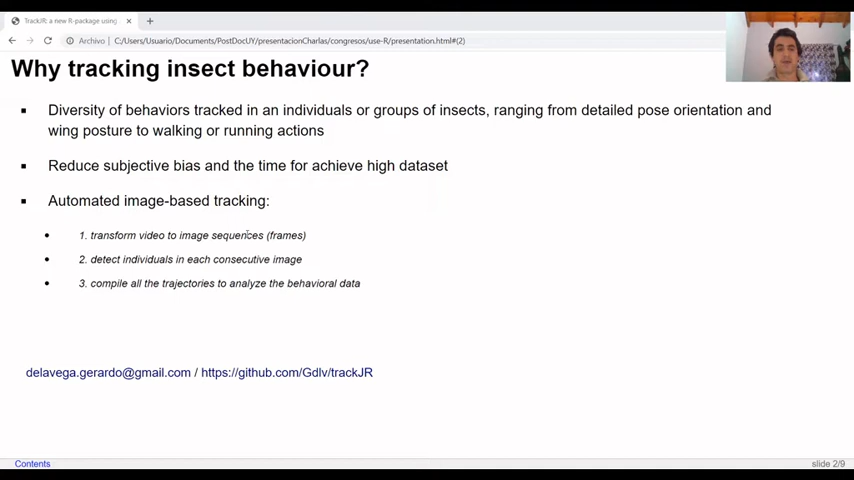 TrackJR: a new R-package using
Archivo | C:/Users/Usuario/Documents/PostDocUY/presentacionCharlas/congresos/use-R/presentation.html#(2)
Why tracking insect behaviour?
▪ Diversity of behaviors tracked in an individuals or groups of insects, ranging from detailed pose orientation and
wing posture to walking or running actions
▪ Reduce subjective bias and the time for achieve high dataset
▪ Automated image-based tracking:
• 1. transform video to image sequences (frames)
• 2. detect individuals in each consecutive image
• 3. compile all the trajectories to analyze the behavioral data
delavega.gerardo@gmail.com / https://github.com/Gdlv/trackJR
Contents
slide 2/9